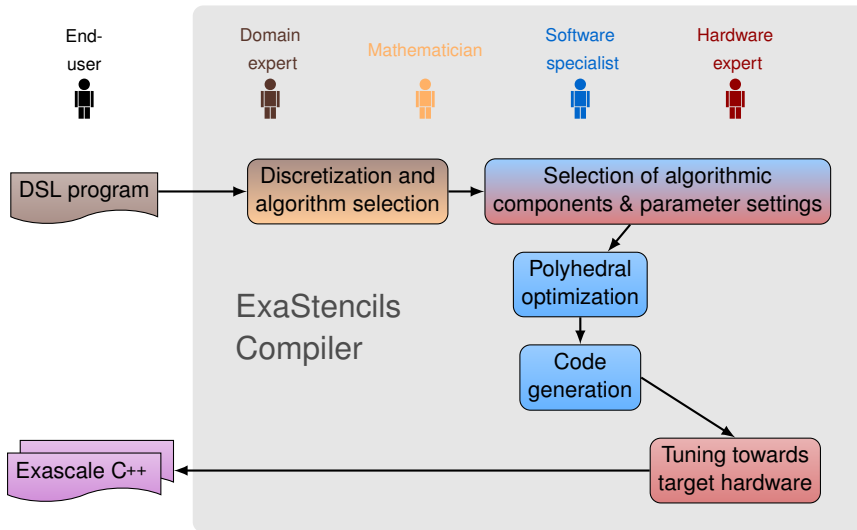 End-
user
Domain
expert
Mathematician
Software
specialist
Hardware
expert
DSL program
Discretization and
algorithm selection
Selection of algorithmic
components & parameter settings
Polyhedral
optimization
ExaStencils
Compiler
Code
generation
Exascale C++
Tuning towards
target hardware